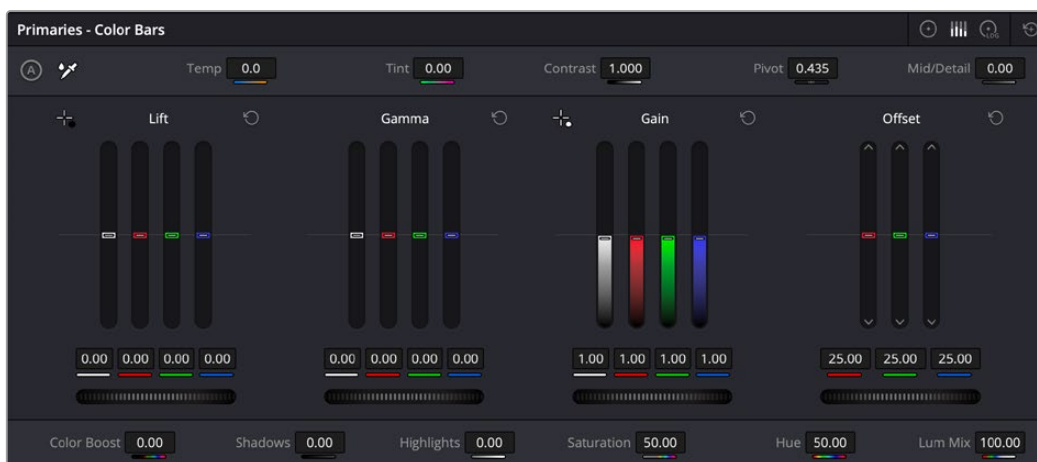 Primaries - Color Bars
LOG
A Temp 0.0 Tint 0.00 Contrast 1.000 Pivot 0.435 Mid/Detail 0.00
Lift Gamma Gain Offset
0.00 0.00 0.00 0.00 0.00 0.00 0.00 0.00 1.00 1.00 1.00 1.00 25.00 25.00 25.00
Color Boost 0.00 Shadows 0.00 Highlights 0.00 Saturation 50.00 Hue 50.00 Lum Mix 100.00